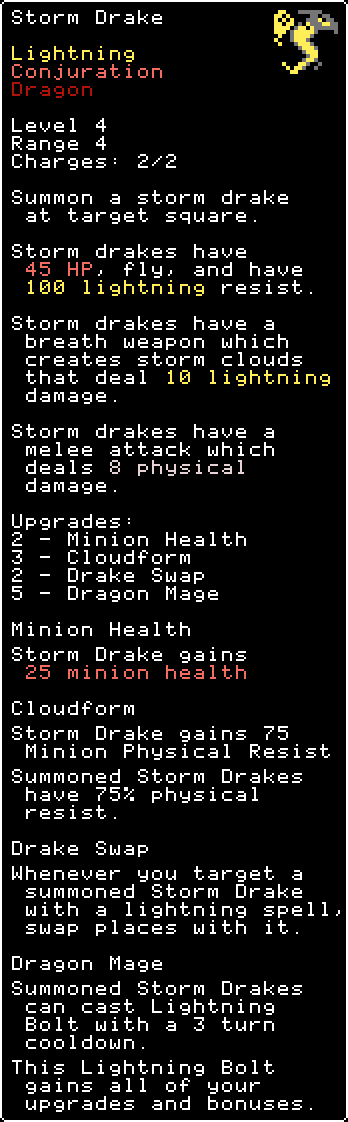 Storm Drake
Lightning
Conjuration
Dragon
Level 4
Range 4
Charges: 2/2
Summon a storm drake
at target square.
Storm drakes have
45 HP, fly, and have
100 lightning resist.
Storm drakes have a
breath weapon which
creates storm clouds
that deal 10 lightning
damage.
Storm drakes have a
melee attack which
deals 8 physical
damage.
Upgrades:
2 - Minion Health
3 - Cloudform
2 - Drake Swap
5 - Dragon Mage
Minion Health
Storm Drake gains
25 minion health
Cloudform
Storm Drake gains 75
Minion Physical Resist
Summoned Storm Drakes
have 75% physical
resist.
Drake Swap
Whenever you target a
summoned Storm Drake
with a lightning spell,
swap places with it.
Dragon Mage
Summoned Storm Drakes
can cast Lightning
Bolt with a 3 turn
cooldown.
This Lightning Bolt
gains all of your
upgrades and bonuses.